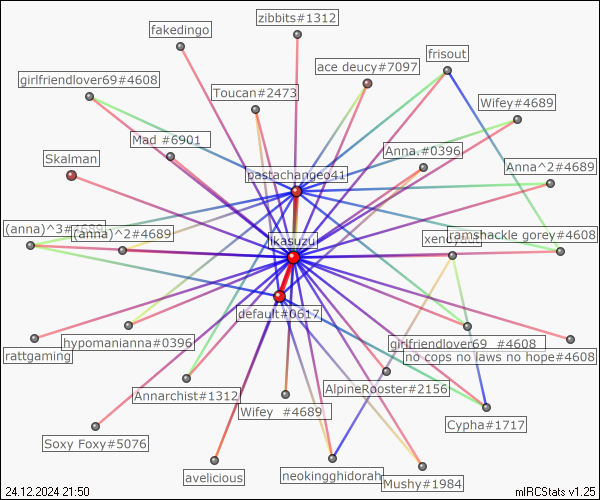 zibbits#1312
fakedingo
frisout
ace deucy#7097
girlfriendlover69#4608
Toucan#2473
Wifey#4689
Mad #6901
Anna.#0396
Skalman
Anna^2#4689
pastachangeo41
(anna)^3#4689
(anna)^2#4689
ikasuzu
ramshackle gorey#4608
default#0617
rattgaming
hypomanianna#0396
girlfriendlover69 #4608
no cops no laws no hope#4608
AlpineRooster#2156
Annarchist#1312
Wifey #4689
Cypha#1717
Soxy Foxy#5076
avelicious
neokingghidorah
Mushy#1984
24.12.2024 21:50
mIRCStats v1.25